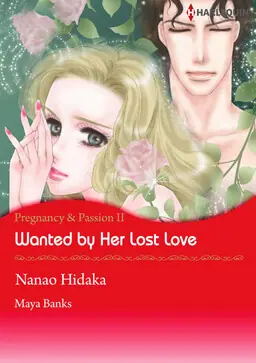 HARLEQUIN
Pregnancy & Passion II
Wanted by Her Lost Love
Nanao Hidaka
Maya Banks